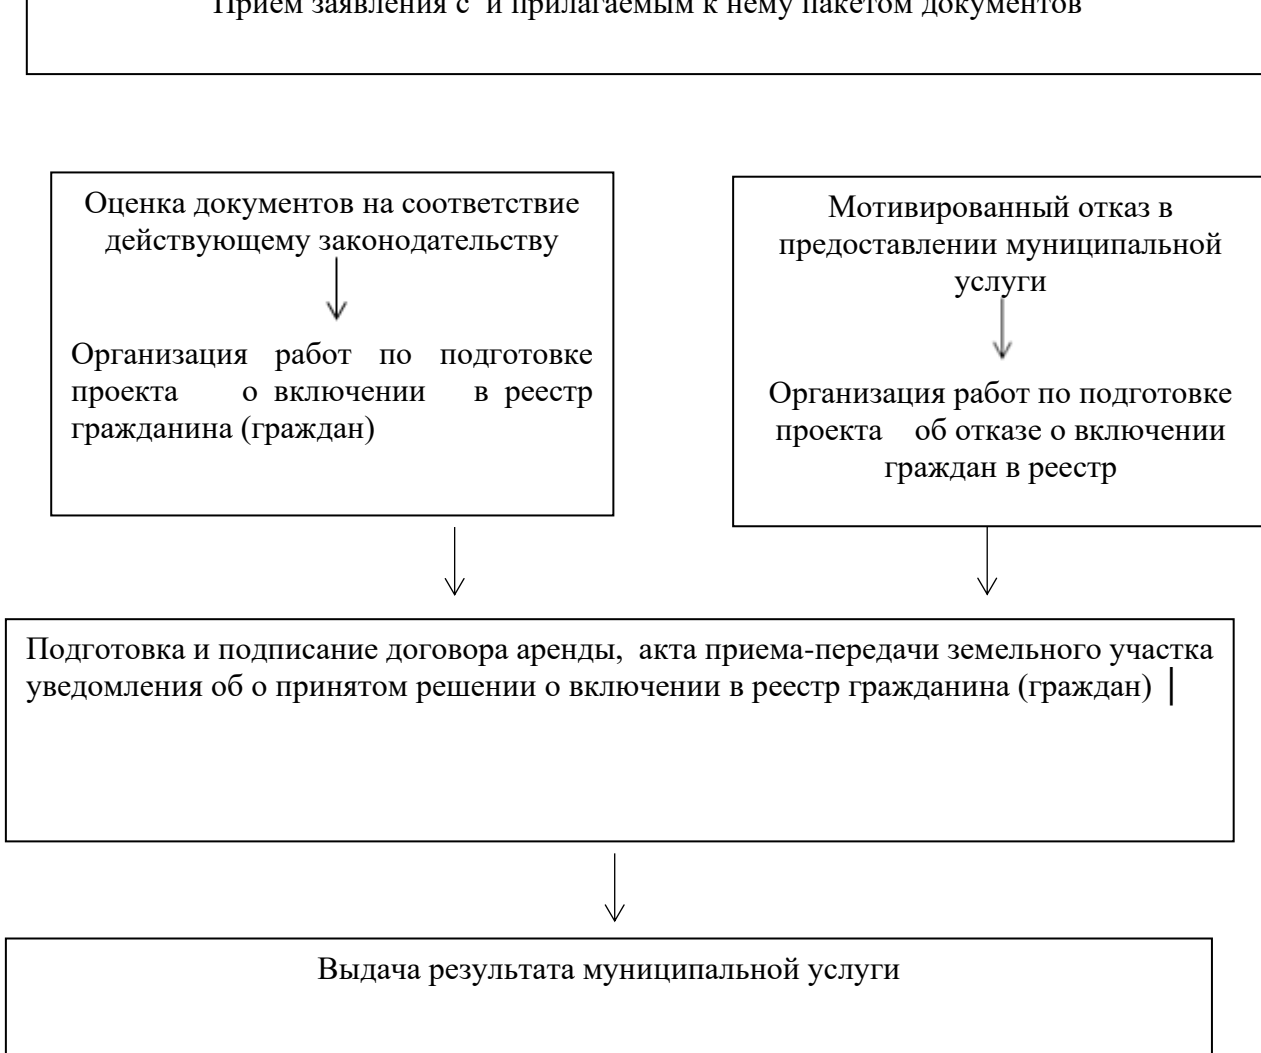 Прием заявления с и прилагаемым к нему пакетом документов
Оценка документов на соответствие
действующему законодательству
Организация работ по подготовке
проекта о включении в реестр
гражданина (граждан)
Мотивированный отказ в
предоставлении муниципальной
услуги
Организация работ по подготовке
проекта об отказе о включении
граждан в реестр
Подготовка и подписание договора аренды, акта приема-передачи земельного участка
уведомления об о принятом решении о включении в реестр гражданина (граждан)
Выдача результата муниципальной услуги